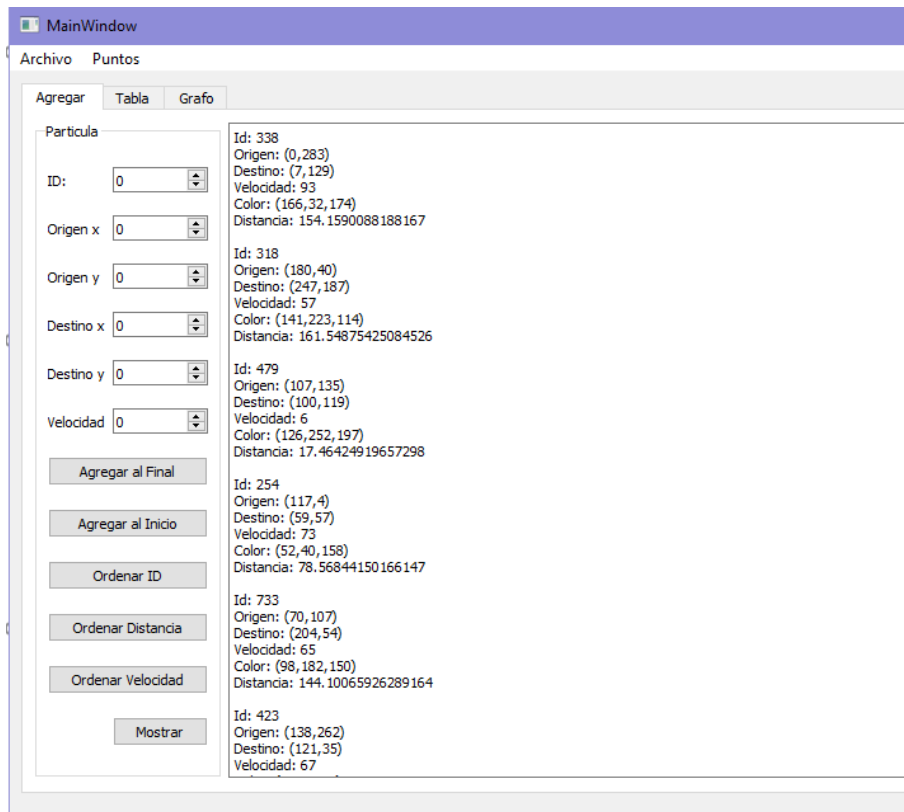 MainWindow
Archivo Puntos
Agregar Tabla Grafo
Particula
ID: 0
Origen x 0
Origen y 0
Destino x 0
Destino y 0
Velocidad 0
Agregar al Final
Agregar al Inicio
Ordenar ID
Ordenar Distancia
Ordenar Velocidad
Mostrar
Id: 338
Origen: (0,283)
Destino: (7,129)
Velocidad: 93
Color: (166,32,174)
Distancia: 154.1590088188167
Id: 318
Origen: (180,40)
Destino: (247,187)
Velocidad: 57
Color: (141,223,114)
Distancia: 161.54875425084526
Id: 479
Origen: (107,135)
Destino: (100,119)
Velocidad: 6
Color: (126,252,197)
Distancia: 17.46424919657298
Id: 254
Origen: (117,4)
Destino: (59,57)
Velocidad: 73
Color: (52,40,158)
Distancia: 78.56844150166147
Id: 733
Origen: (70,107)
Destino: (204,54)
Velocidad: 65
Color: (98,182,150)
Distancia: 144.10065926289164
Id: 423
Origen: (138,262)
Destino: (121,35)
Velocidad: 67